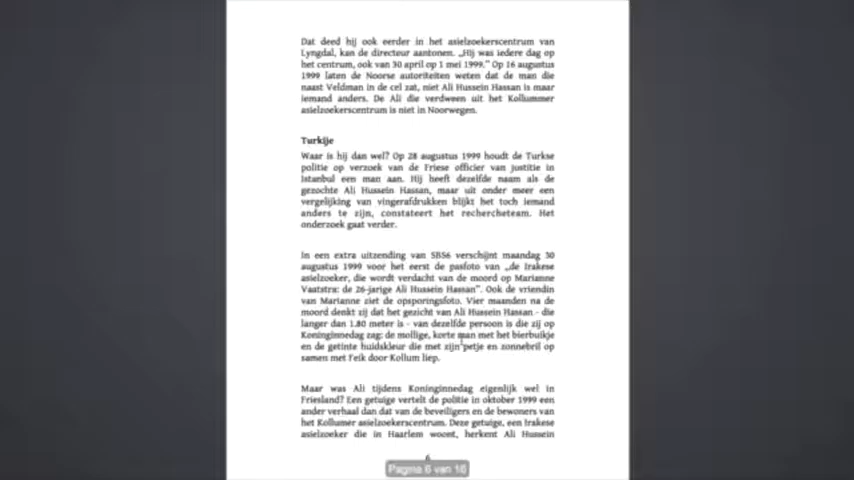 Dat deed hij ook eerder in het asielzoekerscentrum van
Lyngdal, kan de directeur aantonen. „Hij was iedere dag op
het centrum, ook van 30 april op 1 mei 1999.” Op 16 augustus
1999 laten de Noorse autoriteiten weten dat de man die
naast Veldman in de cel zat, niet Ali Hussein Hassan is maar
iemand anders. De Ali die verdween uit het Kollummer
asielzoekerscentrum is niet in Noorwegen.
Turkije
Waar is hij dan wel? Op 28 augustus 1999 houdt de Turkse
politie op verzoek van de Friese officier van justitie in
Istanbul een man aan. Hij heeft dezelfde naam als de
gezochte Ali Hussein Hassan, maar uit onder meer een
vergelijking van vingerafdrukken blijkt het toch iemand
anders te zijn, constateert het rechercheteam. Het
onderzoek gaat verder.
In een extra uitzending van SBS6 verschijnt maandag 30
augustus 1999 voor het eerst de pasfoto van „de Irakese
asielzoeker, die wordt verdacht van de moord op Marianne
Vaatstra: de 26-jarige Ali Hussein Hassan”. Ook de vriendin
van Marianne ziet de opsporingsfoto. Vier maanden na de
moord denkt zij dat het gezicht van Ali Hussein Hassan - die
langer dan 1.80 meter is - van dezelfde persoon is die zij op
Koninginnedag zag: de mollige, korte man met het bierbuikje
en de getinte huidskleur die met zijn petje en zonnebril op
samen met Feik door Kollum liep.
Maar was Ali tijdens Koninginnedag eigenlijk wel in
Friesland? Een getuige vertelt de politie in oktober 1999 een
ander verhaal dan dat van de beveiligers en de bewoners van
het Kollumer asielzoekerscentrum. Deze getuige, een Irakese
asielzoeker die in Haarlem woont, herkent Ali Hussein
6
Pagina 6 van 16